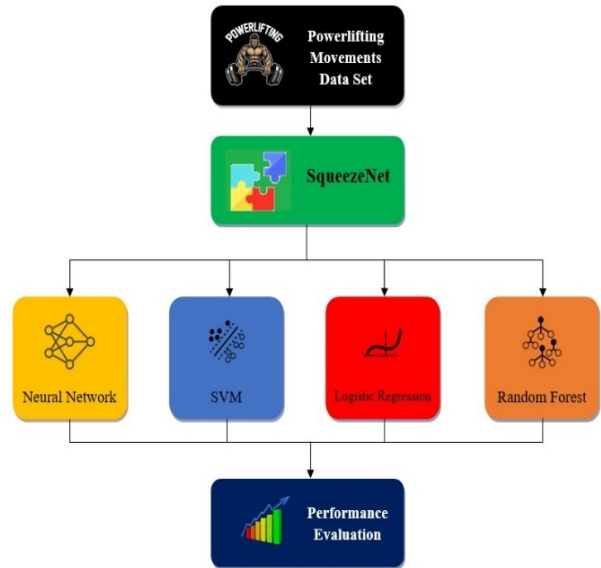 POWERLIFTING
Powerlifting
Movements
Data Set
SqueezeNet
Neural Network
SVM
Logistic Regression
Random Forest
Performance
Evaluation